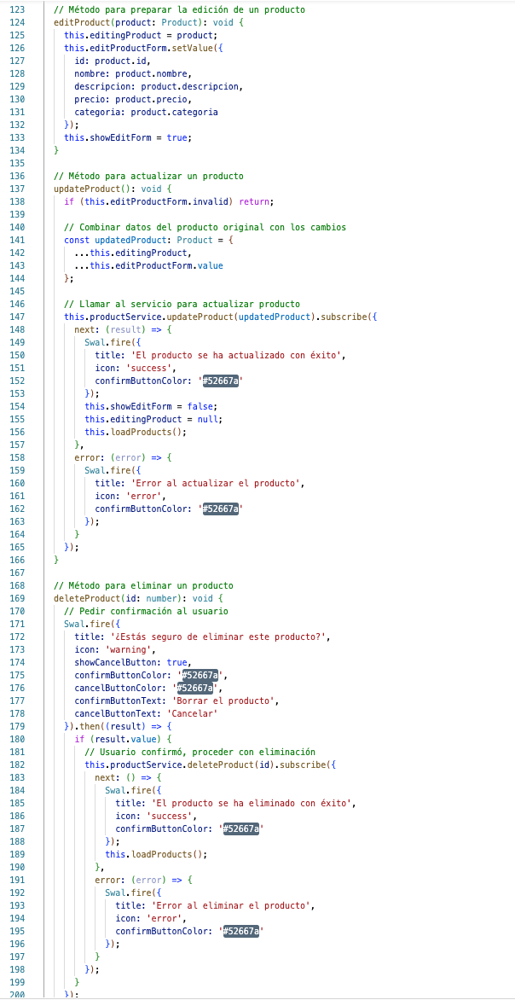 123 // Método para preparar la edición de un producto
124 editProduct(product: Product): void {
125 this.editingProduct = product;
126 this.editProductForm.setValue({
127 id: product.id,
128 nombre: product.nombre,
129 descripcion: product.descripcion,
130 precio: product.precio,
131 categoria: product.categoria
132 });
133 this.showEditForm = true;
134 }
135
136 // Método para actualizar un producto
137 updateProduct(): void {
138 if (this.editProductForm.invalid) return;
139
140 // Combinar datos del producto original con los cambios
141 const updatedProduct: Product = {
142 ...this.editingProduct,
143 ...this.editProductForm.value
144 };
145
146 // Llamar al servicio para actualizar producto
147 this.productService.updateProduct(updatedProduct).subscribe({
148 next: (result) => {
149 Swal.fire({
150 title: 'El producto se ha actualizado con éxito',
151 icon: 'success',
152 confirmButtonColor: '#52667a'
153 });
154 this.showEditForm = false;
155 this.editingProduct = null;
156 this.loadProducts();
157 },
158 error: (error) => {
159 Swal.fire({
160 title: 'Error al actualizar el producto',
161 icon: 'error',
162 confirmButtonColor: '#52667a'
163 });
164 }
165 });
166 }
167
168 // Método para eliminar un producto
169 deleteProduct(id: number): void {
170 // Pedir confirmación al usuario
171 Swal.fire({
172 title: '¿Estás seguro de eliminar este producto?',
173 icon: 'warning',
174 showCancelButton: true,
175 confirmButtonColor: '#52667a',
176 cancelButtonColor: '#52667a',
177 confirmButtonText: 'Borrar el producto',
178 cancelButtonText: 'Cancelar'
179 }).then((result) => {
180 if (result.value) {
181 // Usuario confirmó, proceder con eliminación
182 this.productService.deleteProduct(id).subscribe({
183 next: () => {
184 Swal.fire({
185 title: 'El producto se ha eliminado con éxito',
186 icon: 'success',
187 confirmButtonColor: '#52667a'
188 });
189 this.loadProducts();
190 },
191 error: (error) => {
192 Swal.fire({
193 title: 'Error al eliminar el producto',
194 icon: 'error',
195 confirmButtonColor: '#52667a'
196 });
197 }
198 });
199 }
200 });